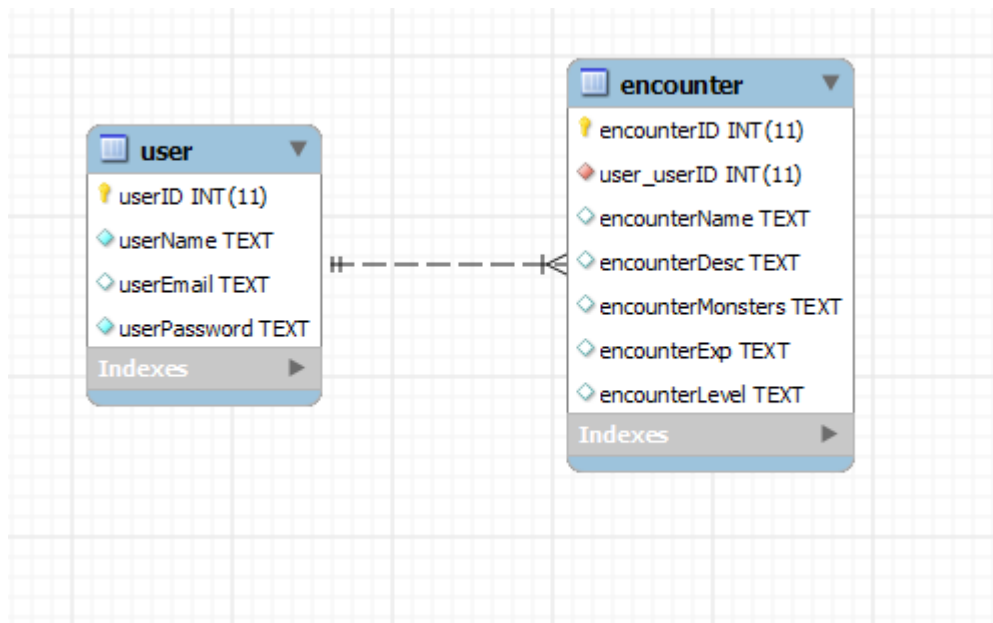 user
userID INT(11)
userName TEXT
userEmail TEXT
userPassword TEXT
Indexes
encounter
encounterID INT(11)
user_userID INT(11)
encounterName TEXT
encounterDesc TEXT
encounterMonsters TEXT
encounterExp TEXT
encounterLevel TEXT
Indexes